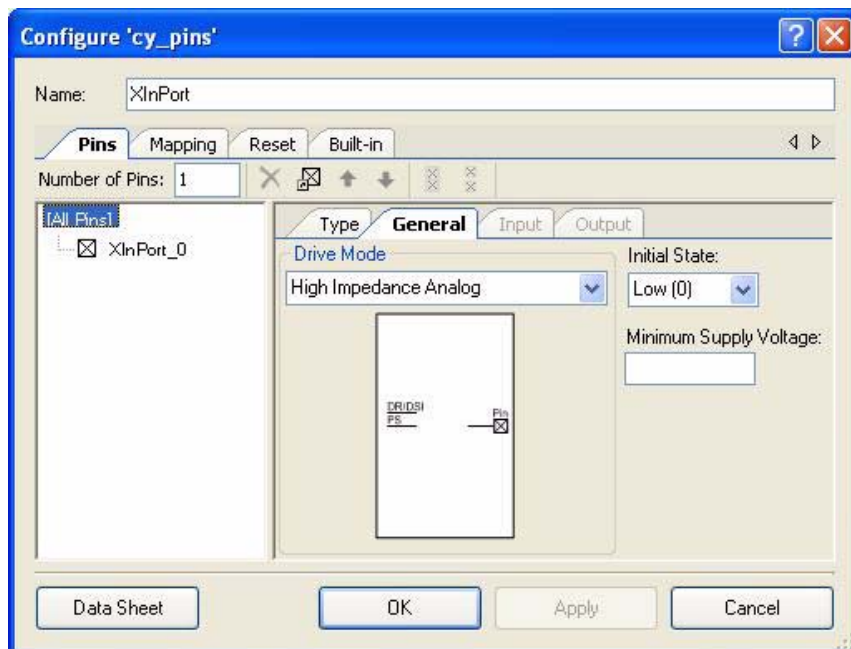 Configure 'cy_pins'
Name: XInPort
Pins Mapping Reset Built-in
Number of Pins: 1
[All Pins]
XInPort_0
Type General Input Output
Drive Mode
High Impedance Analog
Initial State:
Low (0)
Minimum Supply Voltage:
DR/DSI
PS
Pin
Data Sheet OK Apply Cancel